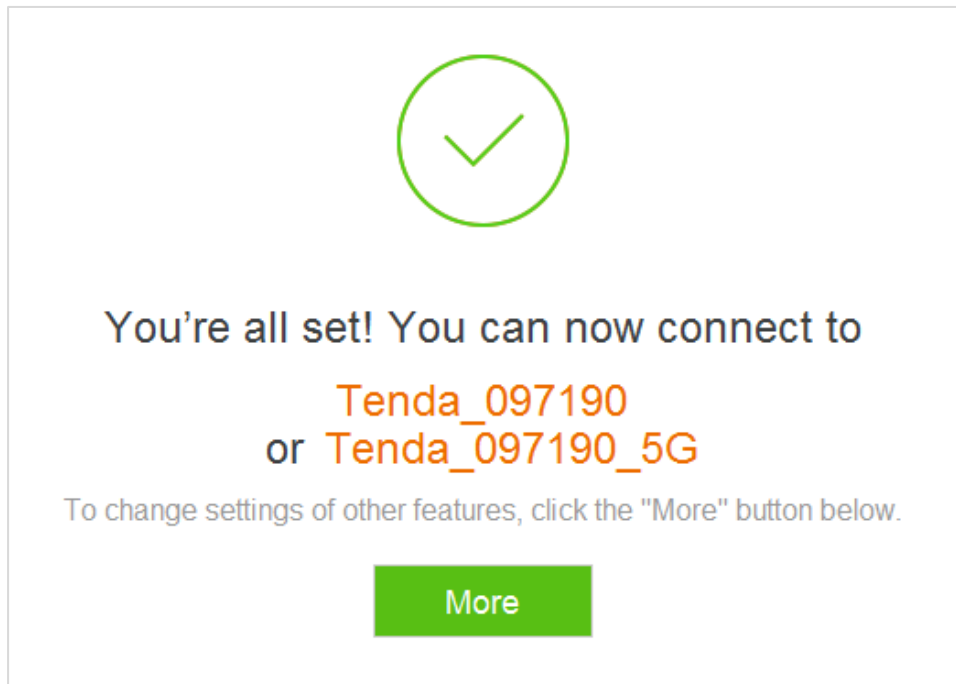 You’re all set! You can now connect to
Tenda_097190
or Tenda_097190_5G
To change settings of other features, click the "More" button below.
More